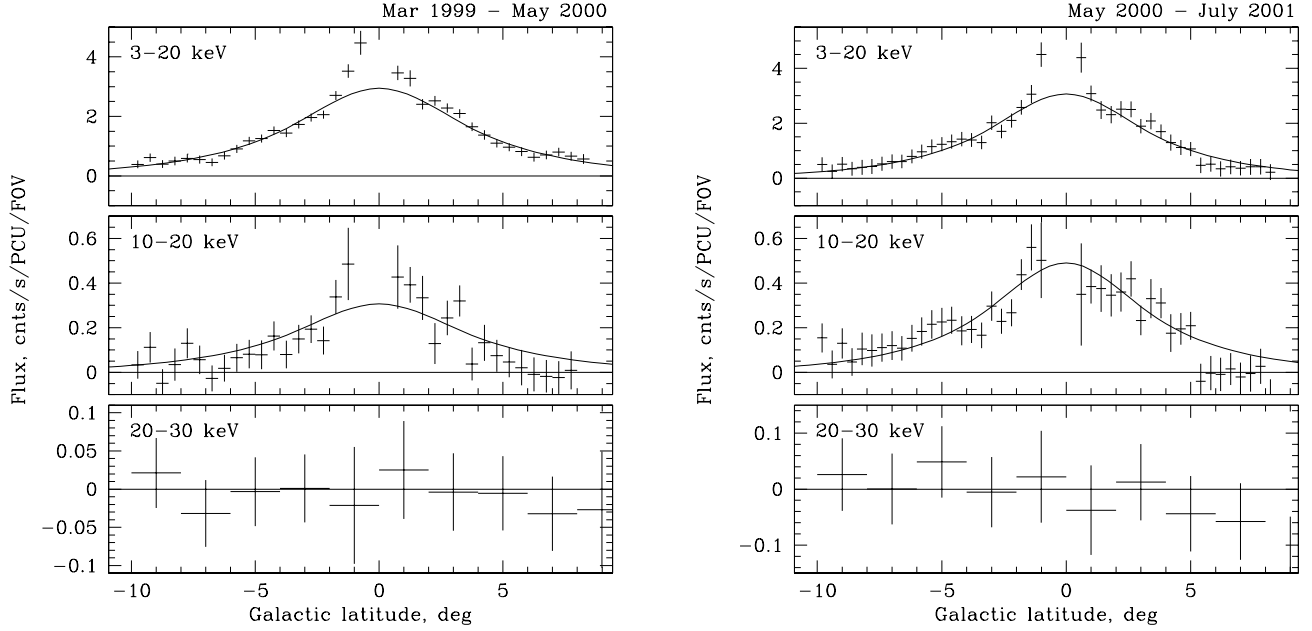 Mar 1999 – May 2000
3–20 keV
4
2
0
10–20 keV
0.6
0.4
0.2
0
20–30 keV
0.1
0.05
0
−0.05
−0.1
−10
−5
0
5
Galactic latitude, deg
Flux, cnts/s/PCU/FOV
May 2000 – July 2001
3–20 keV
4
2
0
10–20 keV
0.6
0.4
0.2
0
20–30 keV
0.1
0
−0.1
−10
−5
0
5
Galactic latitude, deg
Flux, cnts/s/PCU/FOV